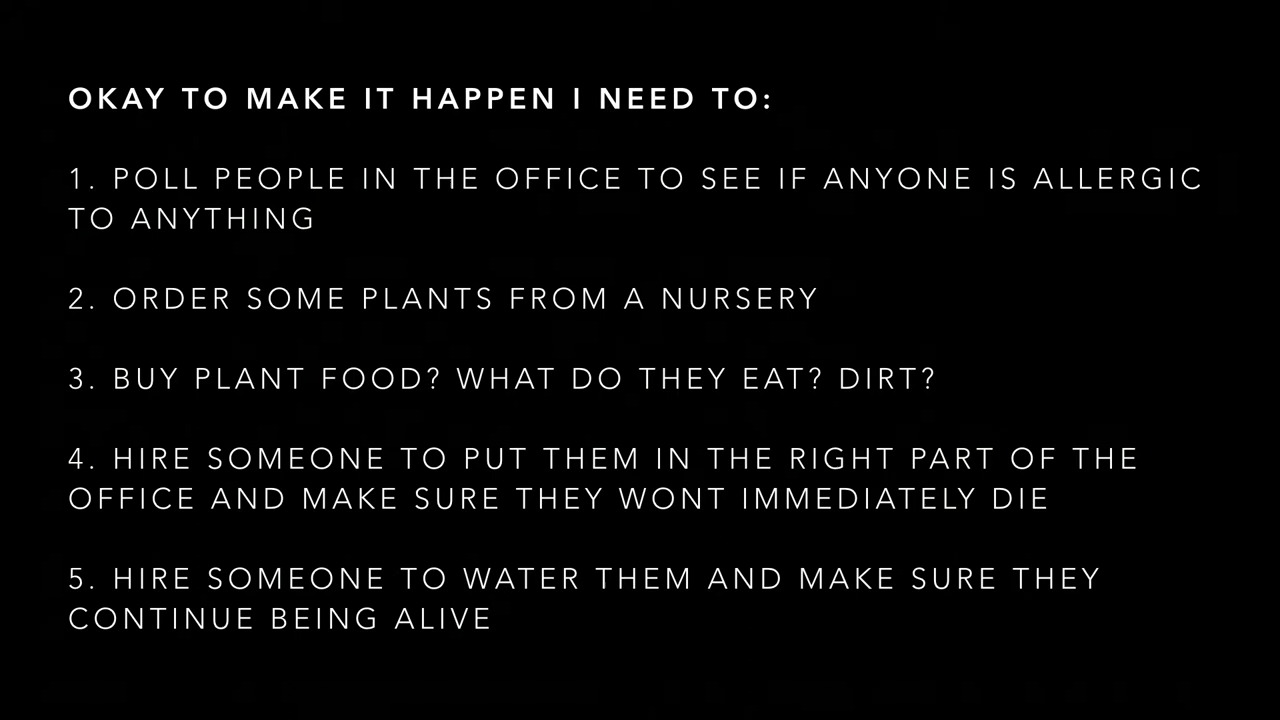 OKAY TO MAKE IT HAPPEN I NEED TO:
1. POLL PEOPLE IN THE OFFICE TO SEE IF ANYONE IS ALLERGIC
TO ANYTHING
2. ORDER SOME PLANTS FROM A NURSERY
3. BUY PLANT FOOD? WHAT DO THEY EAT? DIRT?
4. HIRE SOMEONE TO PUT THEM IN THE RIGHT PART OF THE
OFFICE AND MAKE SURE THEY WONT IMMEDIATELY DIE
5. HIRE SOMEONE TO WATER THEM AND MAKE SURE THEY
CONTINUE BEING ALIVE